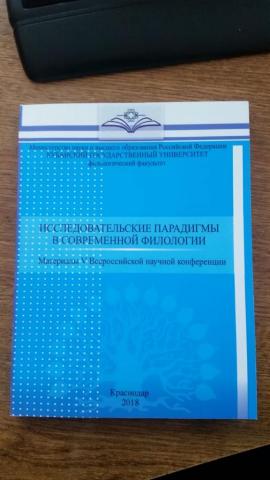 Министерство науки и высшего образования Российской Федерации
КУБАНСКИЙ ГОСУДАРСТВЕННЫЙ УНИВЕРСИТЕТ
филологический факультет
ИССЛЕДОВАТЕЛЬСКИЕ ПАРАДИГМЫ
В СОВРЕМЕННОЙ ФИЛОЛОГИИ
Материалы V Всероссийской научной конференции
Краснодар
2018